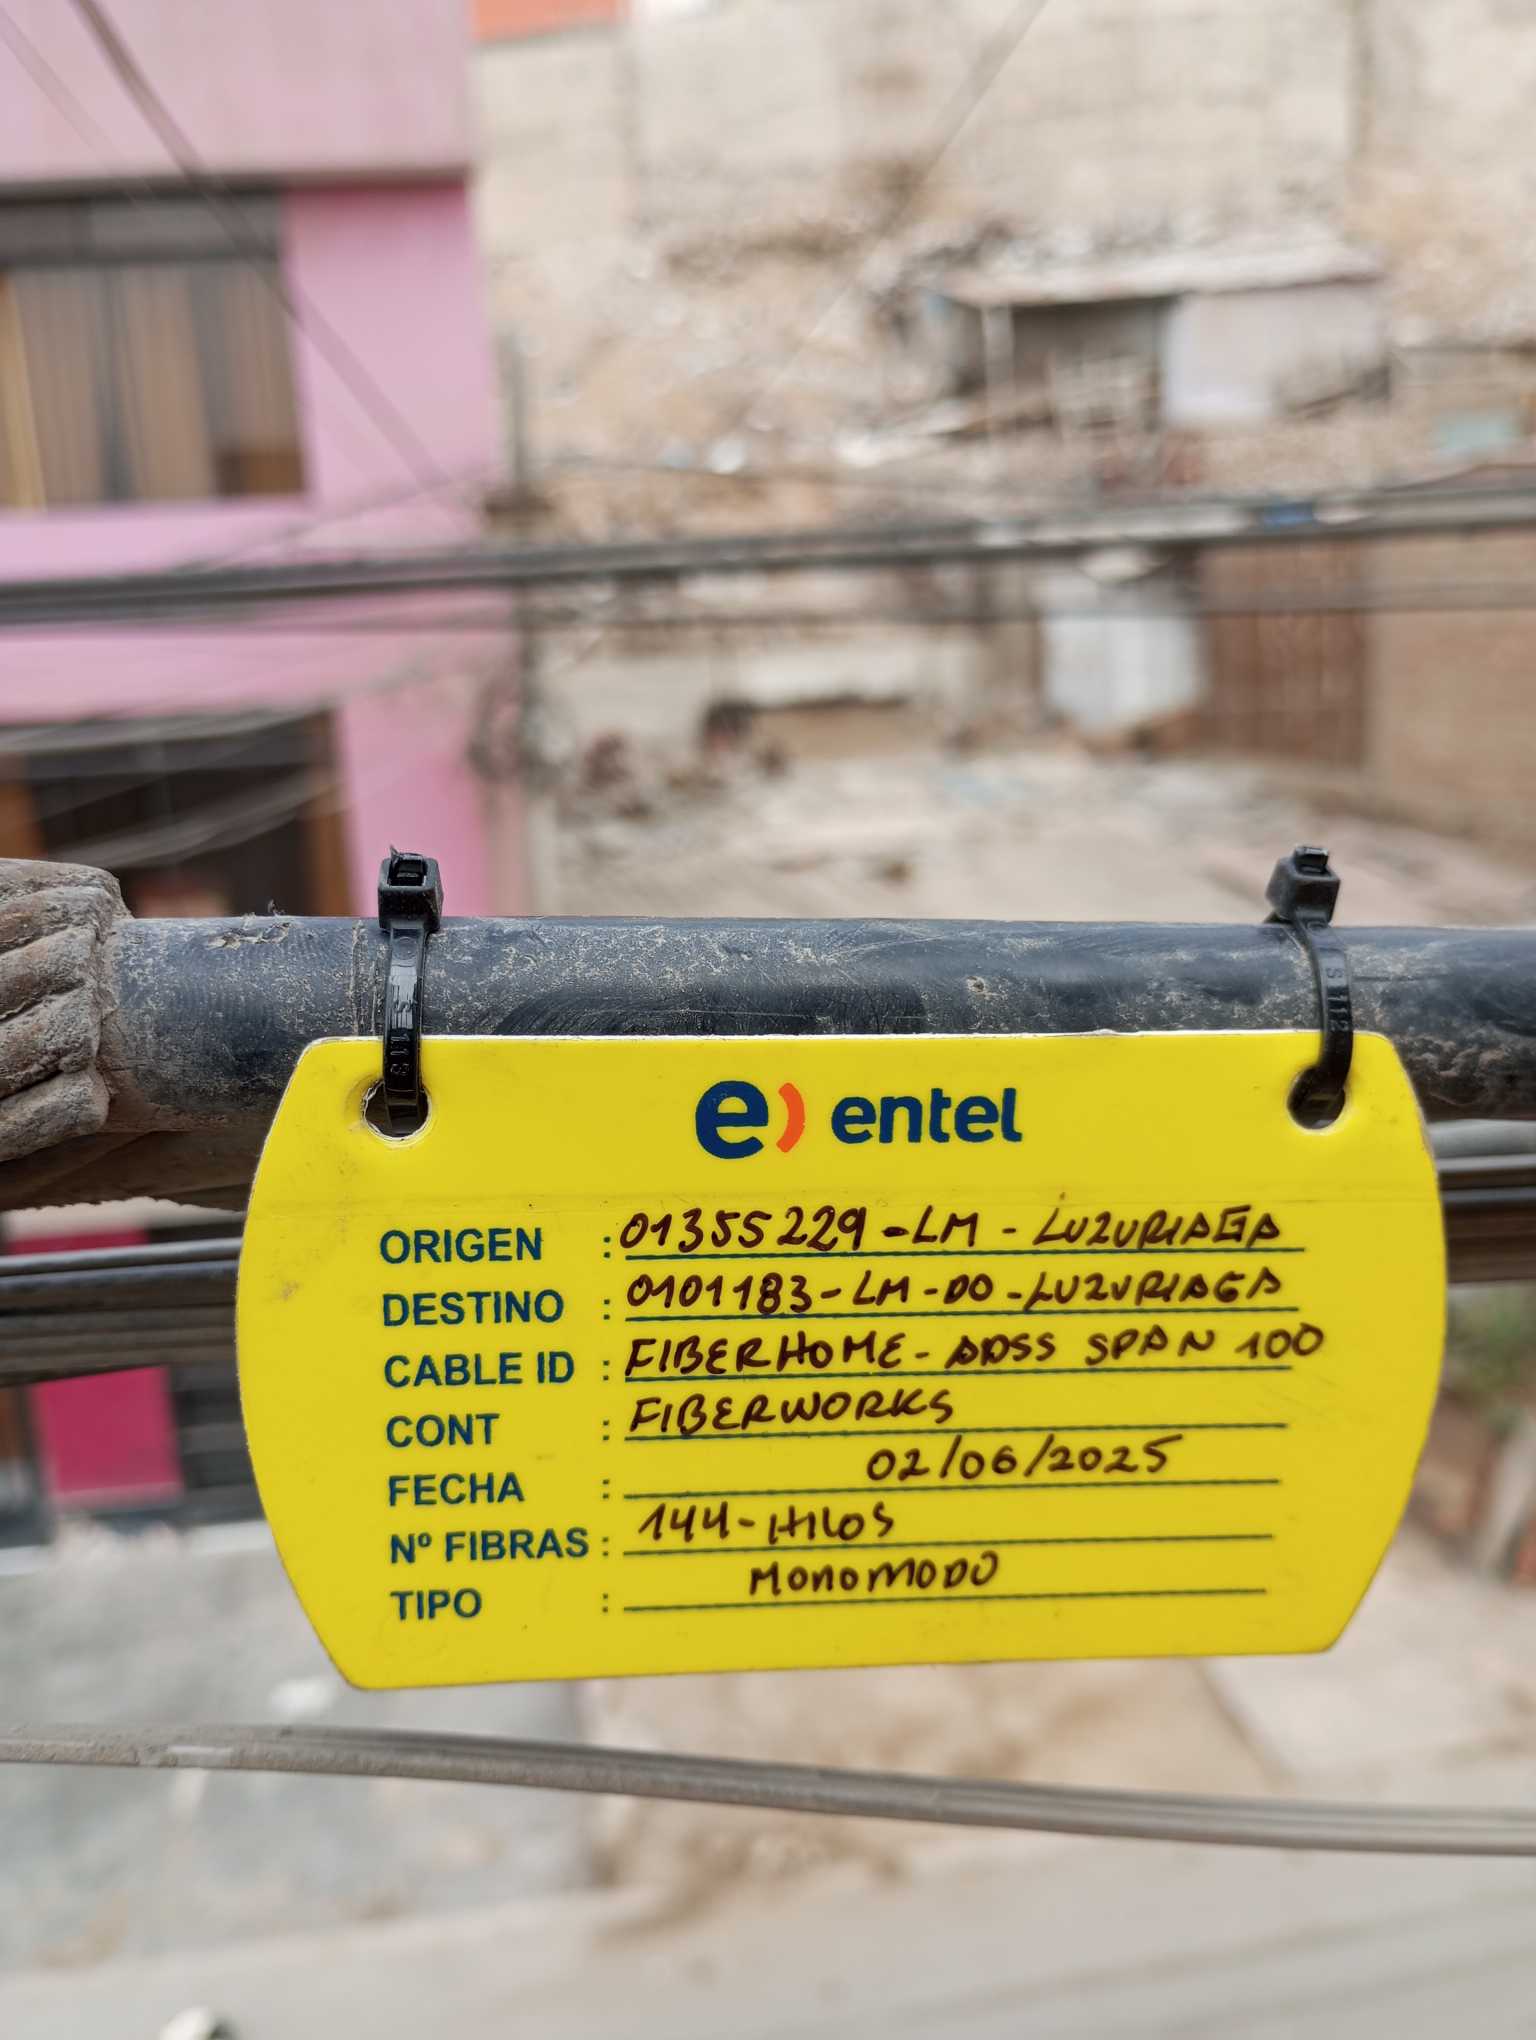 e) entel
ORIGEN : 01355229-LM-LUZURIAGA
DESTINO : 0101183-LM-DO-LUZURIAGA
CABLE ID : FIBERHOME-ADSS SPAN 100
CONT : FIBERWORKS
FECHA : 02/06/2025
Nº FIBRAS : 144-HILOS
TIPO : MONOMODO